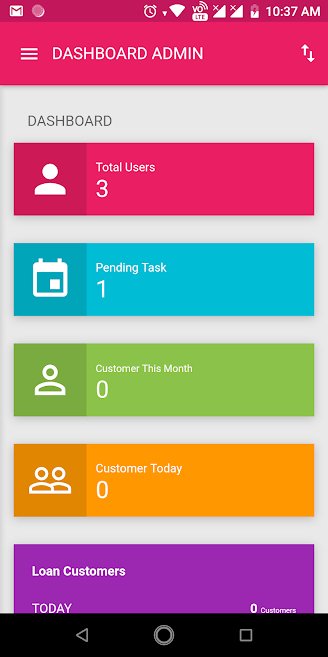 VO
LTE
10:37 AM
DASHBOARD ADMIN
DASHBOARD
Total Users
3
Pending Task
1
Customer This Month
0
Customer Today
0
Loan Customers
TODAY 0 Customers